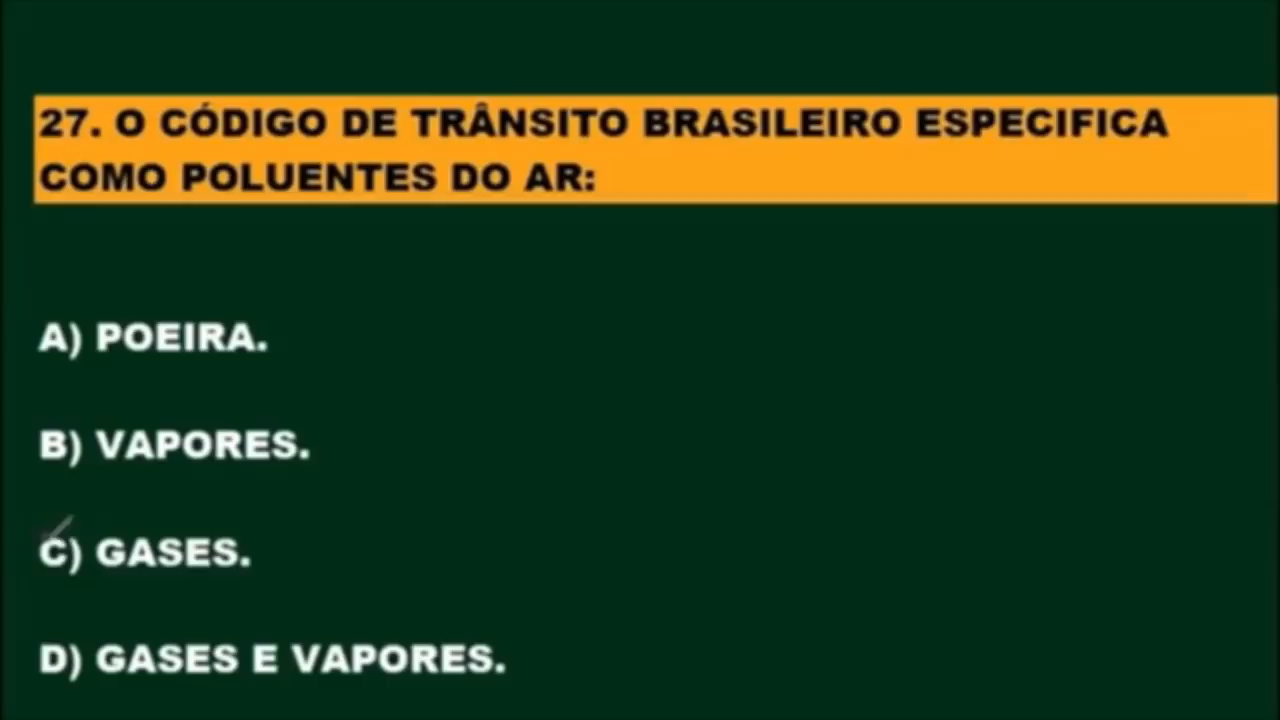 27. O CÓDIGO DE TRÂNSITO BRASILEIRO ESPECIFICA
COMO POLUENTES DO AR:
A) POEIRA.
B) VAPORES.
C) GASES.
D) GASES E VAPORES.